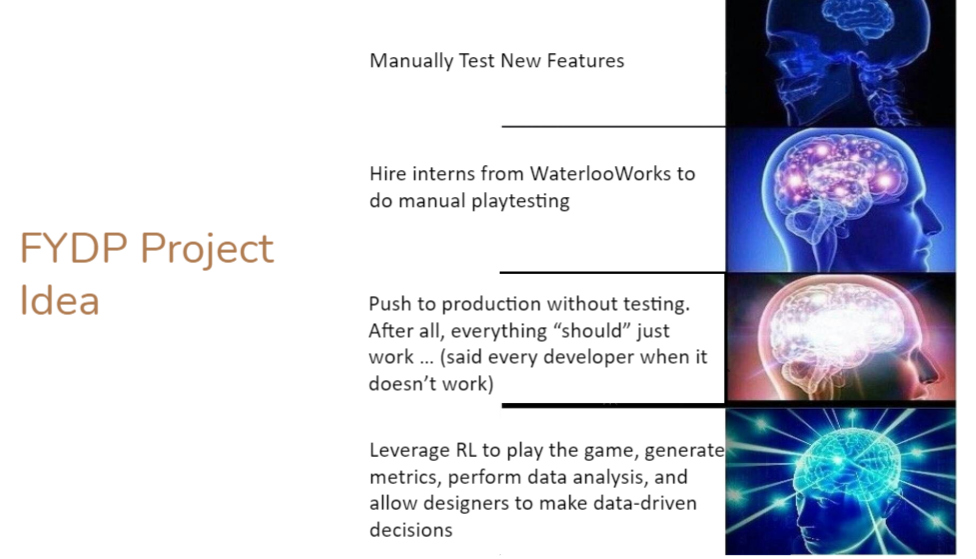 FYDP Project
Idea
Manually Test New Features
Hire interns from WaterlooWorks to
do manual playtesting
Push to production without testing.
After all, everything “should” just
work ... (said every developer when it
doesn’t work)
Leverage RL to play the game, generate
metrics, perform data analysis, and
allow designers to make data-driven
decisions